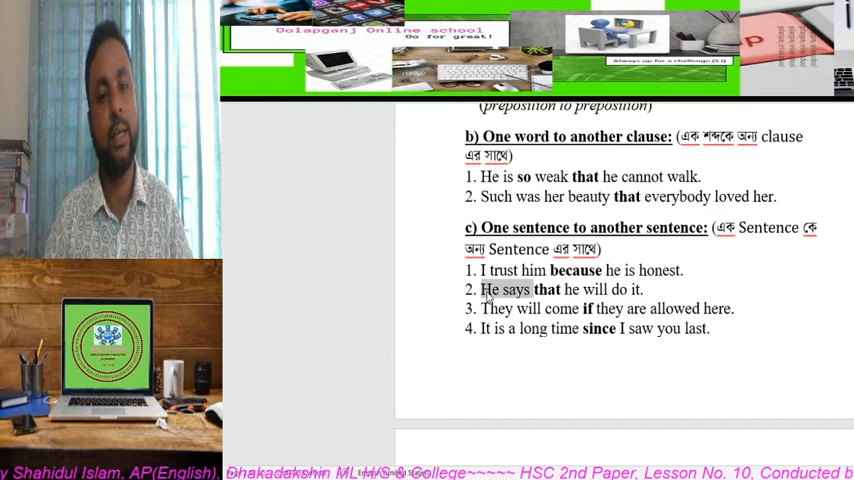 Golapganj Online school
Go for great!
Always up for a challenge.(S.I)
(preposition to preposition)
b) One word to another clause: (এক শব্দকে অন্য clause
এর সাথে)
1. He is so weak that he cannot walk.
2. Such was her beauty that everybody loved her.
c) One sentence to another sentence: (এক Sentence কে
অন্য Sentence এর সাথে)
1. I trust him because he is honest.
2. He says that he will do it.
3. They will come if they are allowed here.
4. It is a long time since I saw you last.
y Shahidul Islam, AP(English), Dhakadakshin ML H/S & College~~~~~ HSC 2nd Paper, Lesson No. 10, Conducted b